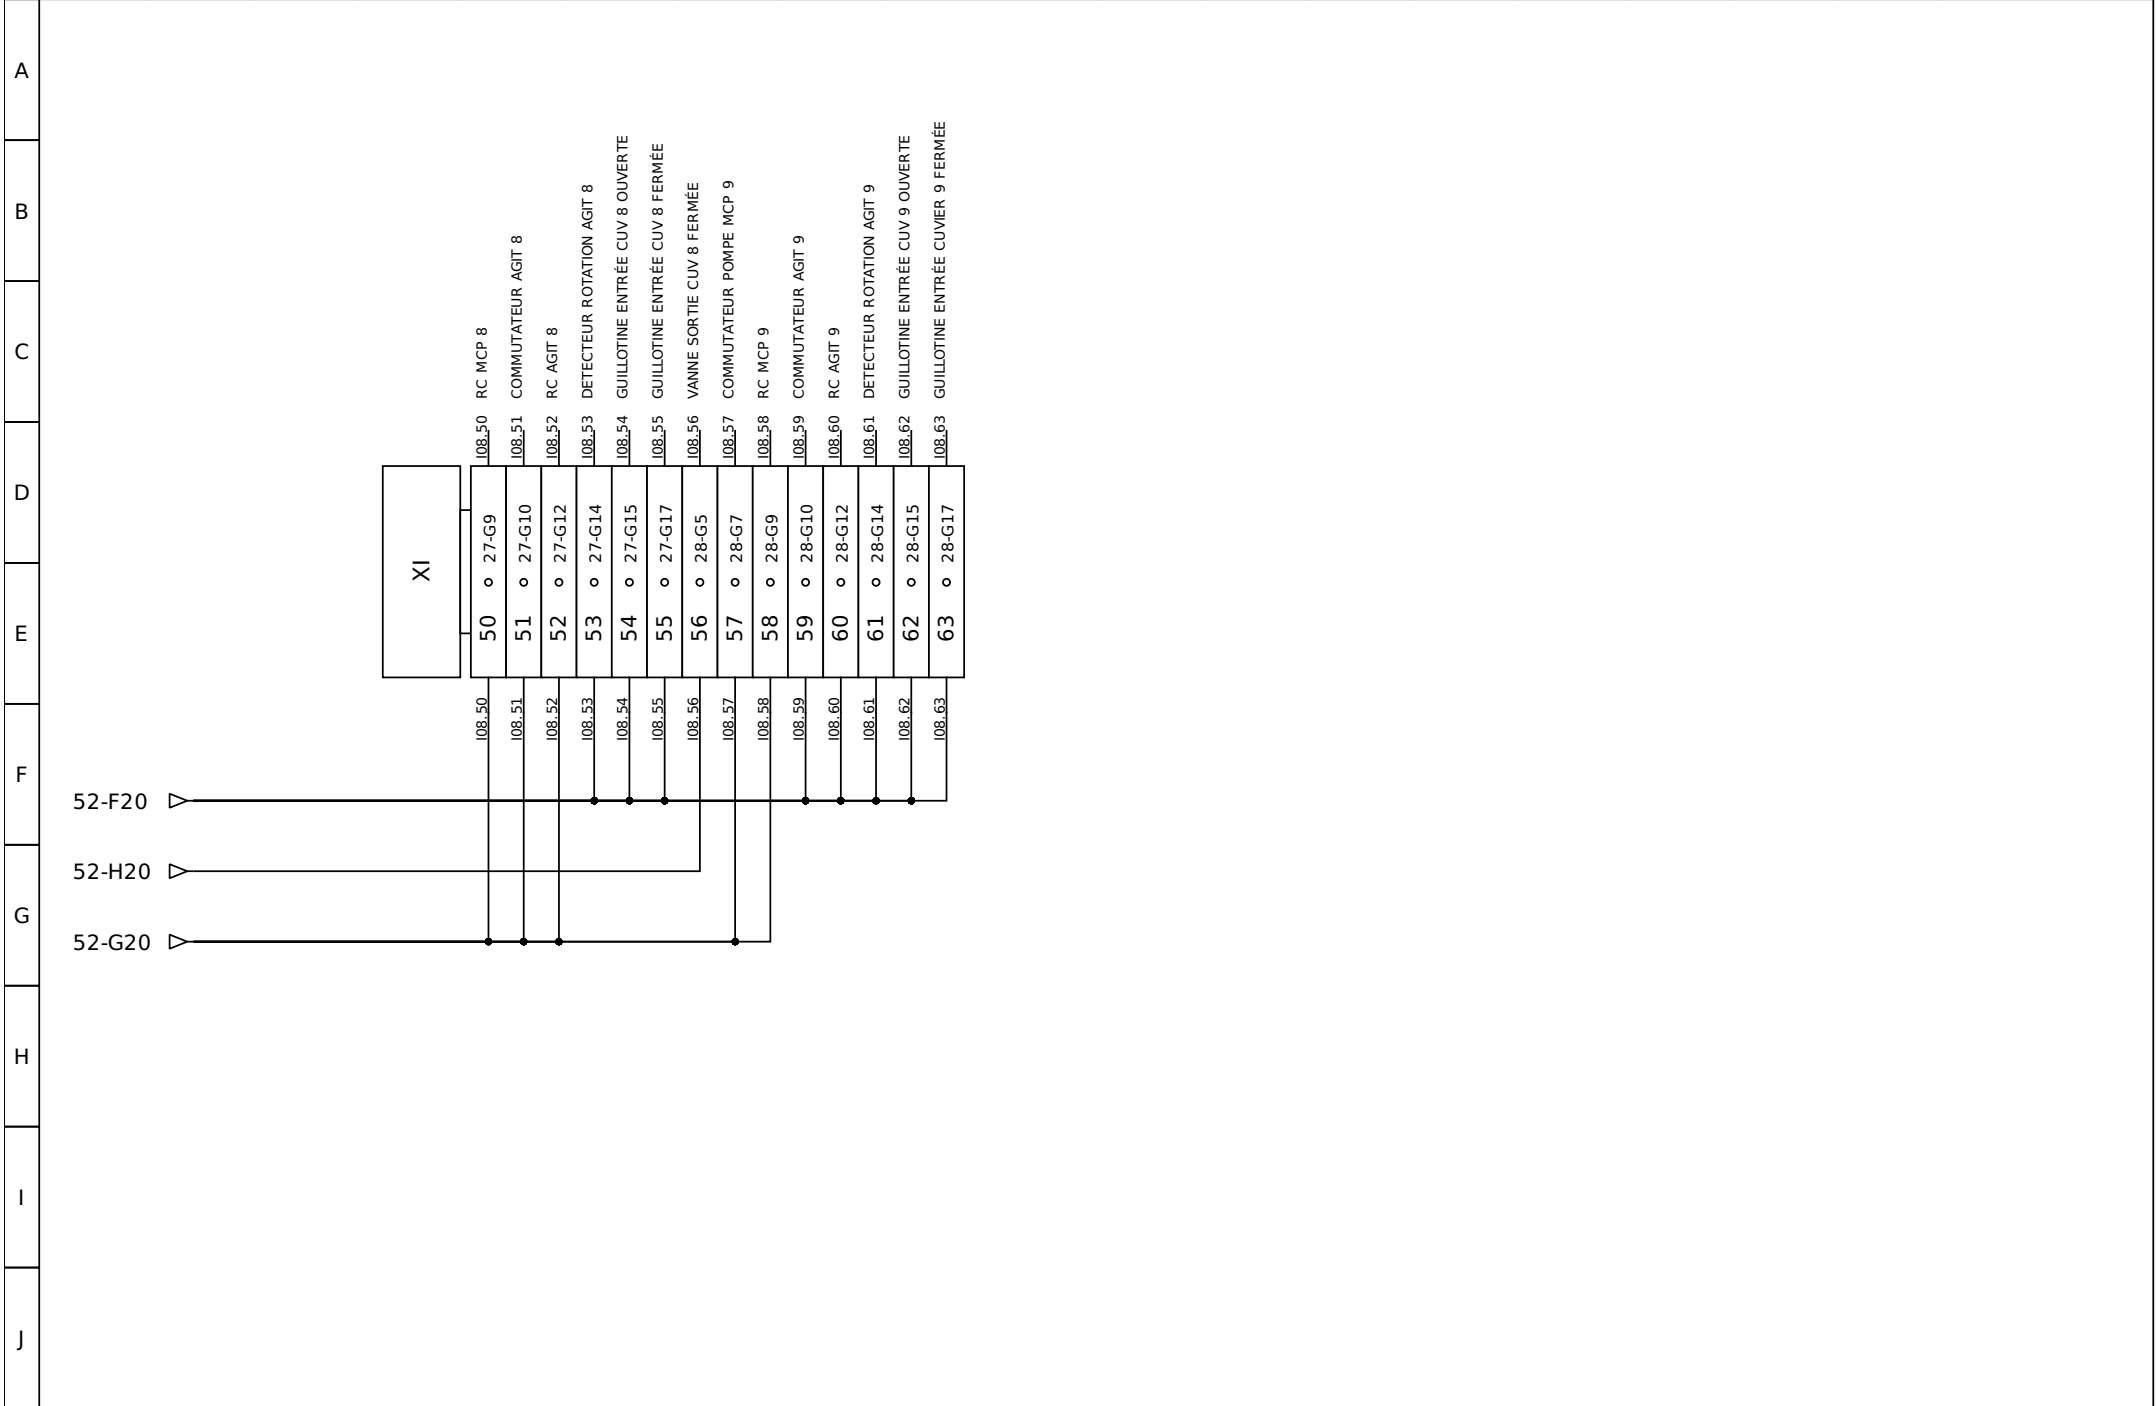 A
B
C
D
E
F
G
H
I
J
RC MCP 8
COMMUTATEUR AGIT 8
RC AGIT 8
DETECTEUR ROTATION AGIT 8
GUILLOTINE ENTRÉE CUV 8 OUVERTE
GUILLOTINE ENTRÉE CUV 8 FERMÉE
VANNE SORTIE CUV 8 FERMÉE
COMMUTATEUR POMPE MCP 9
RC MCP 9
COMMUTATEUR AGIT 9
RC AGIT 9
DETECTEUR ROTATION AGIT 9
GUILLOTINE ENTRÉE CUV 9 OUVERTE
GUILLOTINE ENTRÉE CUVIER 9 FERMÉE
I08.50
I08.51
I08.52
I08.53
I08.54
I08.55
I08.56
I08.57
I08.58
I08.59
I08.60
I08.61
I08.62
I08.63
XI
50 27-G9
51 27-G10
52 27-G12
53 27-G14
54 27-G15
55 27-G17
56 28-G5
57 28-G7
58 28-G9
59 28-G10
60 28-G12
61 28-G14
62 28-G15
63 28-G17
I08.50
I08.51
I08.52
I08.53
I08.54
I08.55
I08.56
I08.57
I08.58
I08.59
I08.60
I08.61
I08.62
I08.63
52-F20
52-H20
52-G20